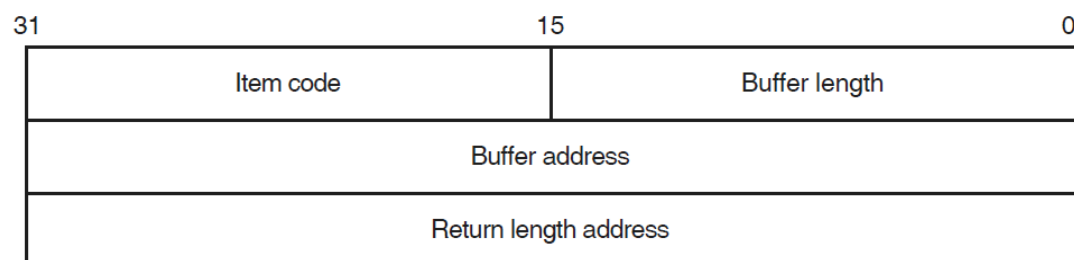 31 15 0
Item code Buffer length
Buffer address
Return length address